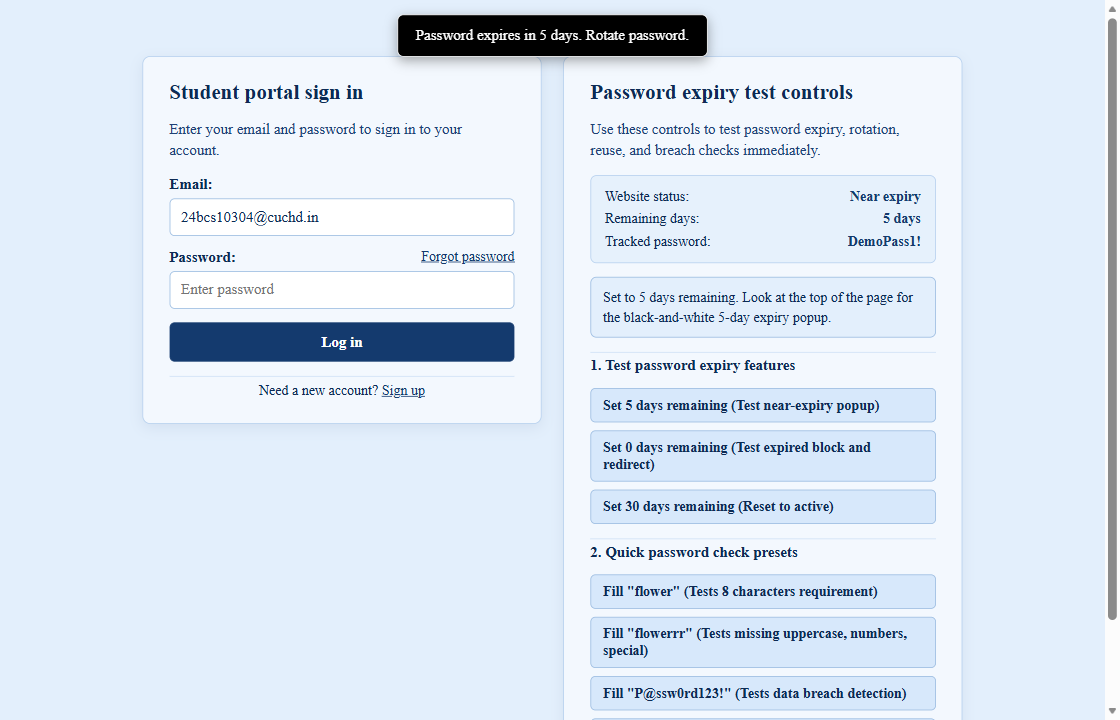 Password expires in 5 days. Rotate password.
Student portal sign in
Enter your email and password to sign in to your
account.
Email:
24bcs10304@cuchd.in
Password:
Forgot password
Enter password
Log in
Need a new account? Sign up
Password expiry test controls
Use these controls to test password expiry, rotation,
reuse, and breach checks immediately.
Website status:
Near expiry
Remaining days:
5 days
Tracked password:
DemoPass1!
Set to 5 days remaining. Look at the top of the page for
the black-and-white 5-day expiry popup.
1. Test password expiry features
Set 5 days remaining (Test near-expiry popup)
Set 0 days remaining (Test expired block and
redirect)
Set 30 days remaining (Reset to active)
2. Quick password check presets
Fill "flower" (Tests 8 characters requirement)
Fill "flowerrr" (Tests missing uppercase, numbers,
special)
Fill "P@ssw0rd123!" (Tests data breach detection)